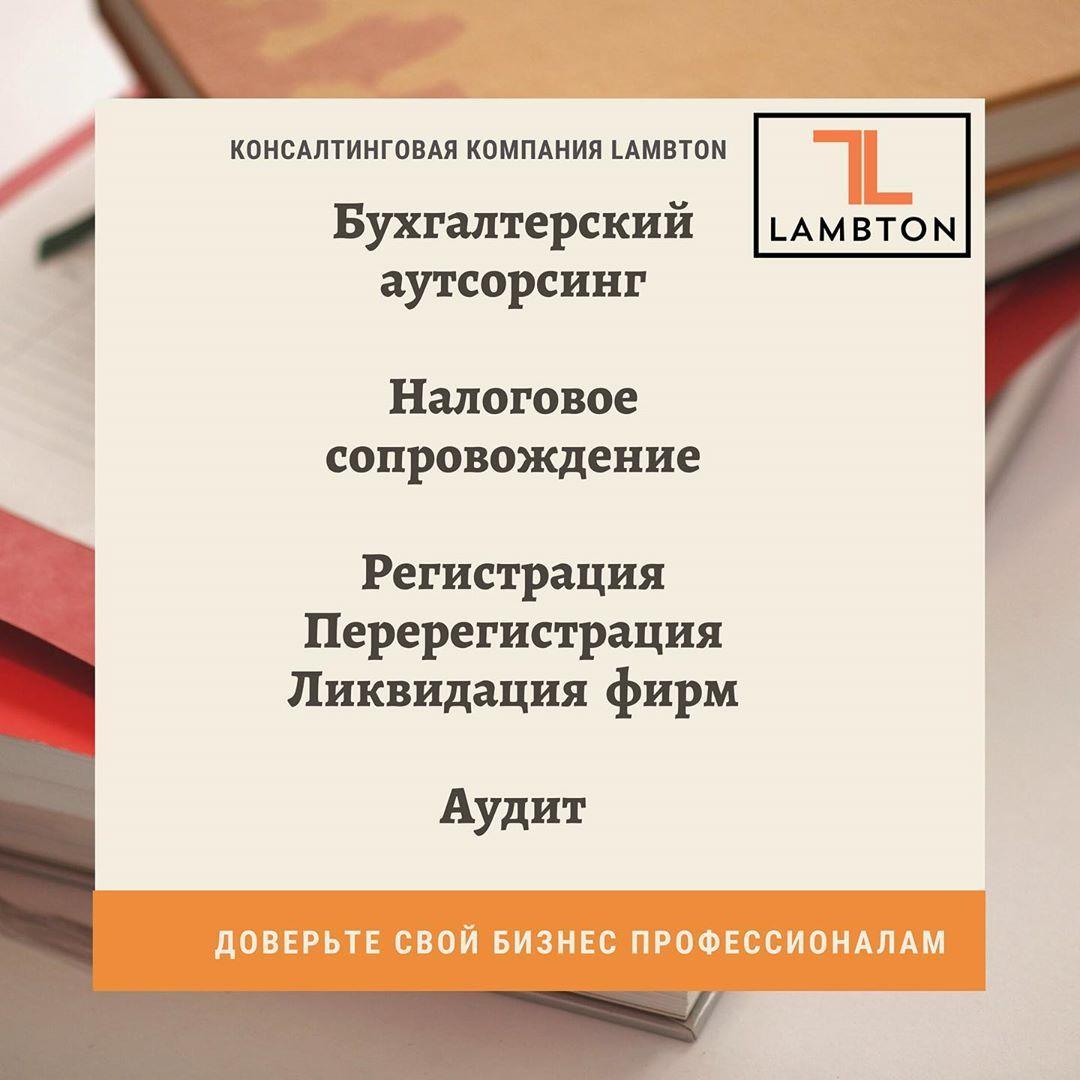 КОНСАЛТИНГОВАЯ КОМПАНИЯ LAMBTON
LAMBTON
Бухгалтерский
аутсорсинг
Налоговое
сопровождение
Регистрация
Перерегистрация
Ликвидация фирм
Аудит
ДОВЕРЬТЕ СВОЙ БИЗНЕС ПРОФЕССИОНАЛАМ